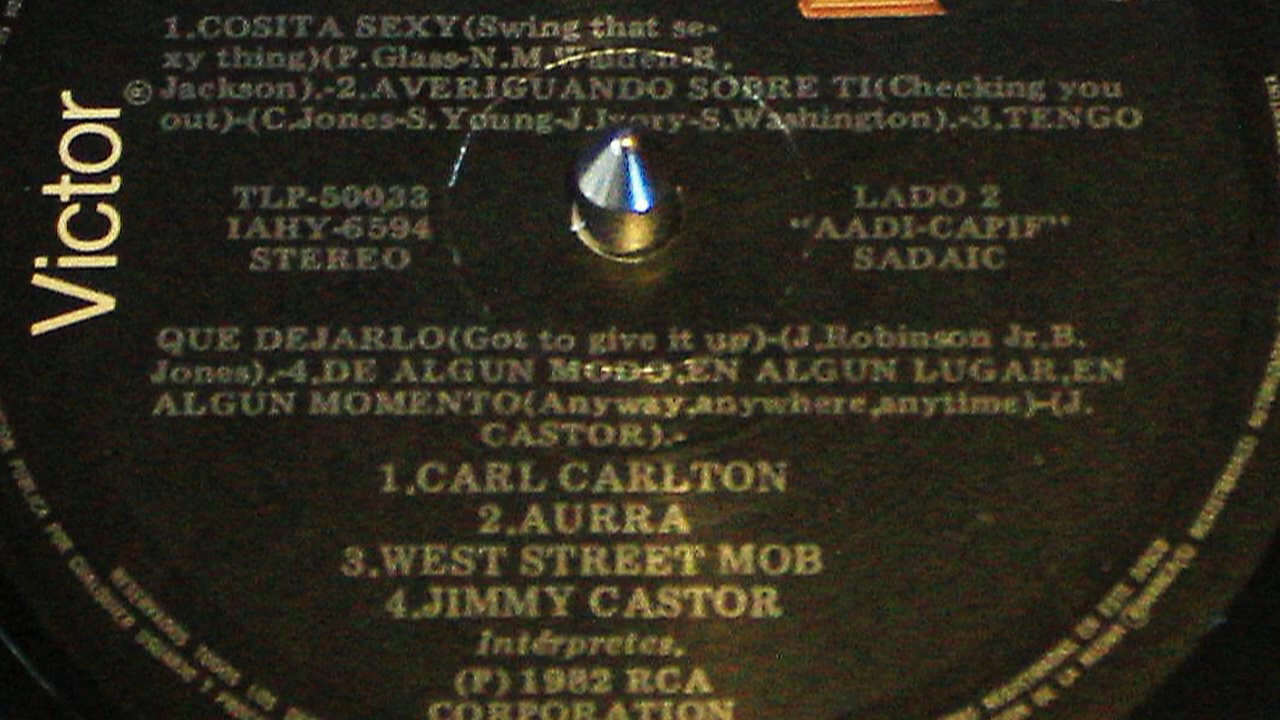 Victor
1.COSITA SEXY(Swing that se-
xy thing)(P.Glass-N.M.Walden-R.
© Jackson).-2.AVERIGUANDO SOBRE TI(Checking you
out)-(C.Jones-S.Young-J.Ivory-S.Washington).-3.TENGO
TLP-50033
IAHY-6594
STEREO
LADO 2
"AADI-CAPIF"
SADAIC
QUE DEJARLO(Got to give it up)-(J.Robinson Jr.B.
Jones).-4.DE ALGUN MODO,EN ALGUN LUGAR,EN
ALGUN MOMENTO(Anyway,anywhere,anytime)-(J.
CASTOR).-
1.CARL CARLTON
2.AURRA
3.WEST STREET MOB
4.JIMMY CASTOR
Intérpretes.
(P) 1982 RCA
CORPORATION